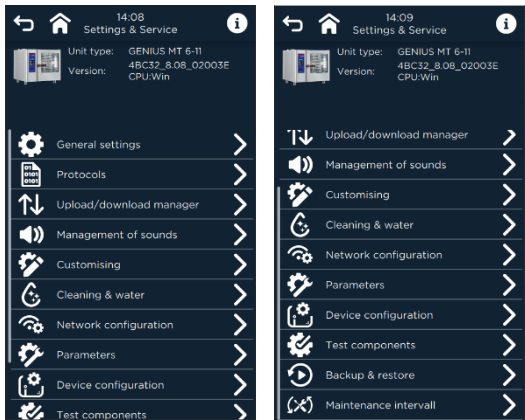 14:08
Settings & Service
Unit type: GENIUS MT 6-11
Version: 4BC32_8.08_02003E
CPU:Win
General settings
Protocols
Upload/download manager
Management of sounds
Customising
Cleaning & water
Network configuration
Parameters
Device configuration
Test components
14:09
Settings & Service
Unit type: GENIUS MT 6-11
Version: 4BC32_8.08_02003E
CPU:Win
Upload/download manager
Management of sounds
Customising
Cleaning & water
Network configuration
Parameters
Device configuration
Test components
Backup & restore
Maintenance intervall